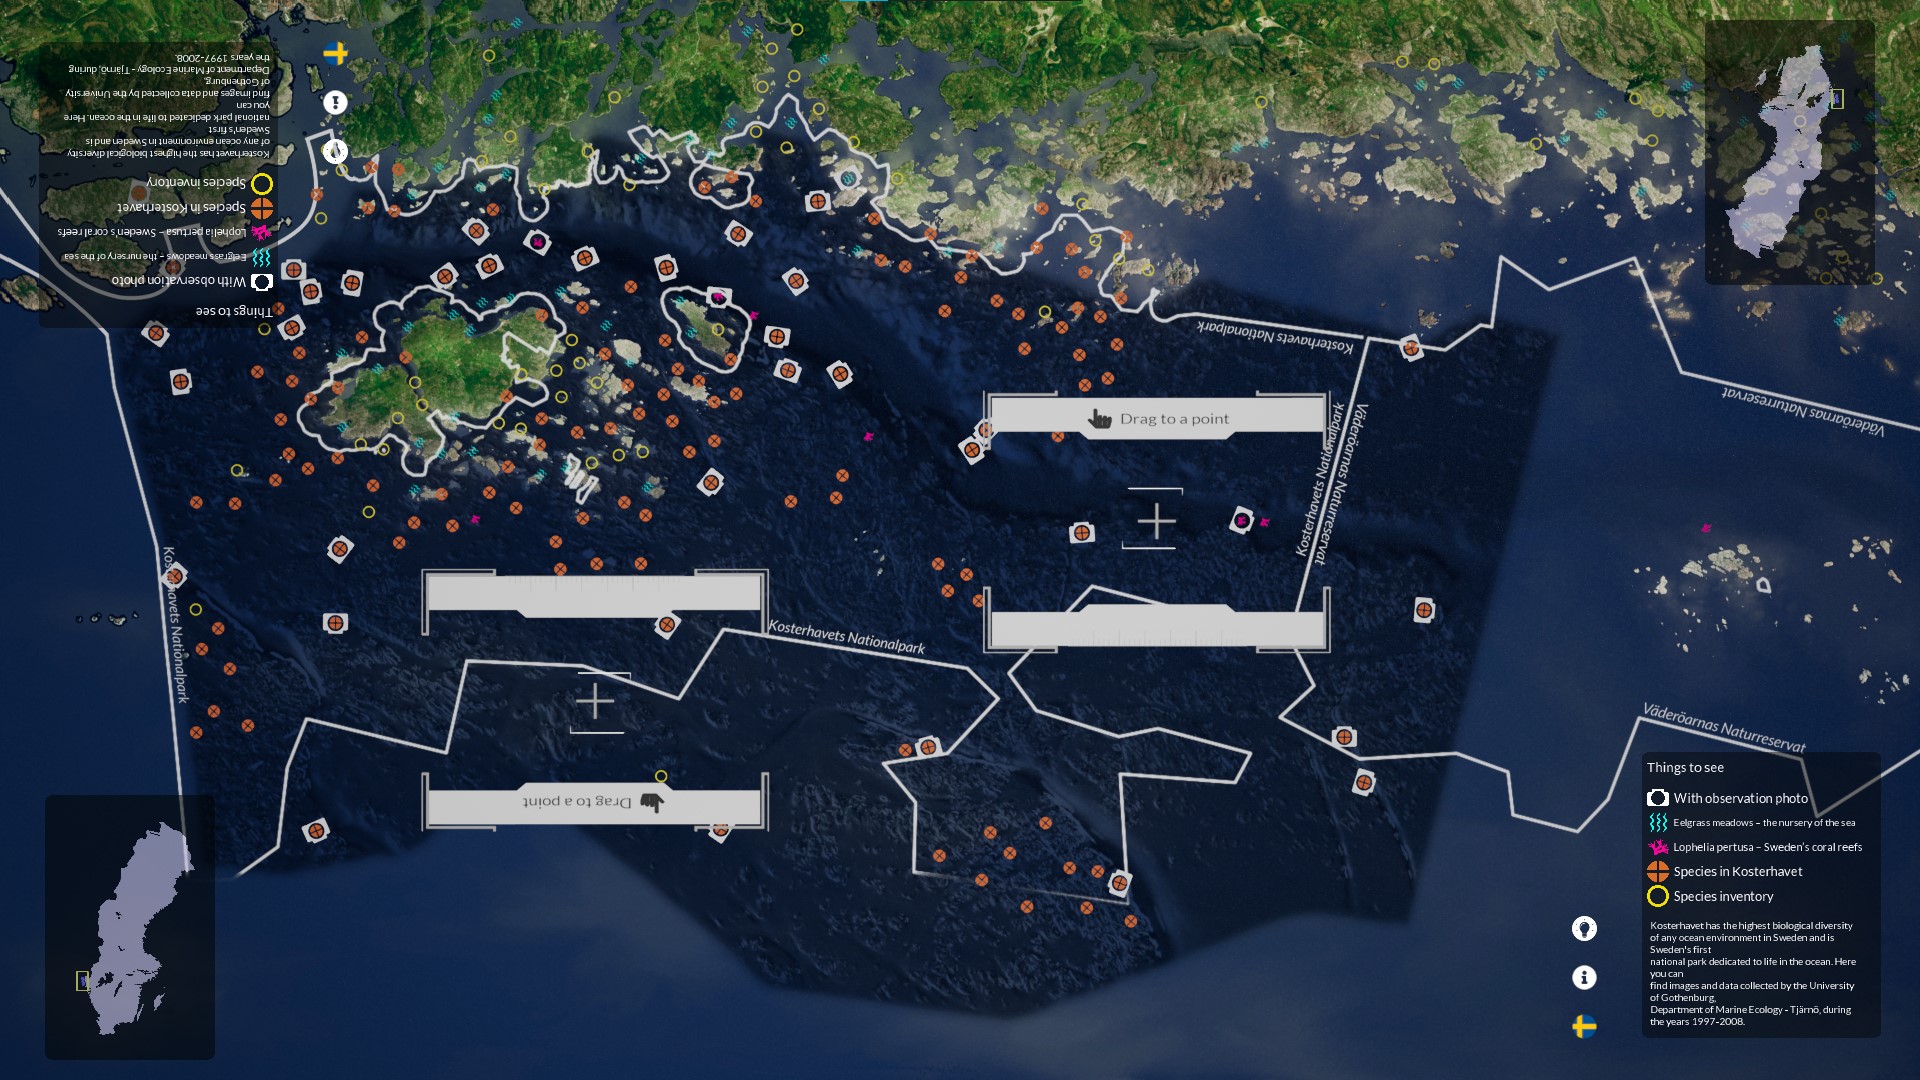 Kosterhavet has the highest biological diversity
of any ocean environment in Sweden and is
Sweden's first
national park dedicated to life in the ocean. Here
you can
find images and data collected by the University
of Gothenburg,
Department of Marine Ecology - Tjärnö, during
the years 1997-2008.
Things to see
With observation photo
Eelgrass meadows – the nursery of the sea
Lophelia pertusa – Sweden's coral reefs
Species in Kosterhavet
Species inventory
Kosterhavets Nationalpark
Väderöarnas Naturreservat
Drag to a point
Kosterhavets Nationalpark
Väderöarnas Naturreservat
Kosterhavets Nationalpark
Kosterhavets Nationalpark
Väderöarnas Naturreservat
Drag to a point
Things to see
With observation photo
Eelgrass meadows – the nursery of the sea
Lophelia pertusa – Sweden's coral reefs
Species in Kosterhavet
Species inventory
Kosterhavet has the highest biological diversity
of any ocean environment in Sweden and is
Sweden's first
national park dedicated to life in the ocean. Here
you can
find images and data collected by the University
of Gothenburg,
Department of Marine Ecology - Tjärnö, during
the years 1997-2008.